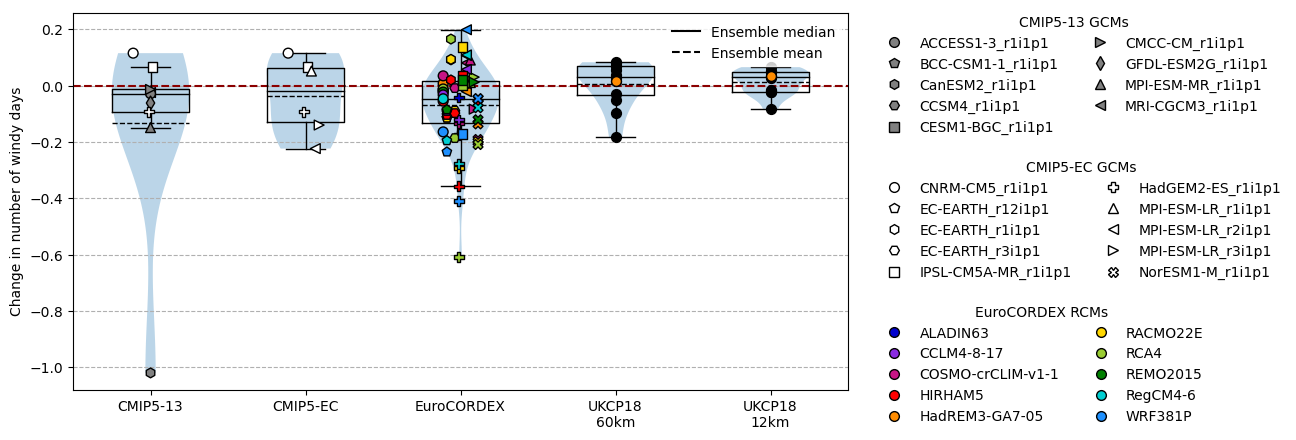 Change in number of windy days
0.2
0.0
−0.2
−0.4
−0.6
−0.8
−1.0
Ensemble median
Ensemble mean
CMIP5-13
CMIP5-EC
EuroCORDEX
UKCP18
60km
UKCP18
12km
CMIP5-13 GCMs
ACCESS1-3_r1i1p1
BCC-CSM1-1_r1i1p1
CanESM2_r1i1p1
CCSM4_r1i1p1
CESM1-BGC_r1i1p1
CMCC-CM_r1i1p1
GFDL-ESM2G_r1i1p1
MPI-ESM-MR_r1i1p1
MRI-CGCM3_r1i1p1
CMIP5-EC GCMs
CNRM-CM5_r1i1p1
EC-EARTH_r12i1p1
EC-EARTH_r1i1p1
EC-EARTH_r3i1p1
IPSL-CM5A-MR_r1i1p1
HadGEM2-ES_r1i1p1
MPI-ESM-LR_r1i1p1
MPI-ESM-LR_r2i1p1
MPI-ESM-LR_r3i1p1
NorESM1-M_r1i1p1
EuroCORDEX RCMs
ALADIN63
CCLM4-8-17
COSMO-crCLIM-v1-1
HIRHAM5
HadREM3-GA7-05
RACMO22E
RCA4
REMO2015
RegCM4-6
WRF381P